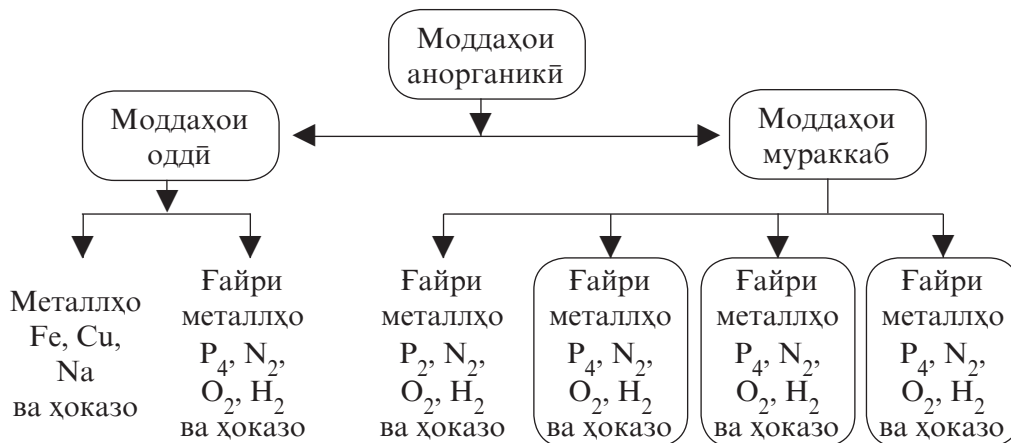 Моддаҳои
анорганикӣ
Моддаҳои
оддӣ
Моддаҳои
мураккаб
Металлҳо
Fe, Cu,
Na
ва ҳоказо
Ғайри
металлҳо
P₄, N₂,
O₂, H₂
ва ҳоказо
Ғайри
металлҳо
P₂, N₂,
O₂, H₂
ва ҳоказо
Ғайри
металлҳо
P₄, N₂,
O₂, H₂
ва ҳоказо
Ғайри
металлҳо
P₄, N₂,
O₂, H₂
ва ҳоказо
Ғайри
металлҳо
P₄, N₂,
O₂, H₂
ва ҳоказо